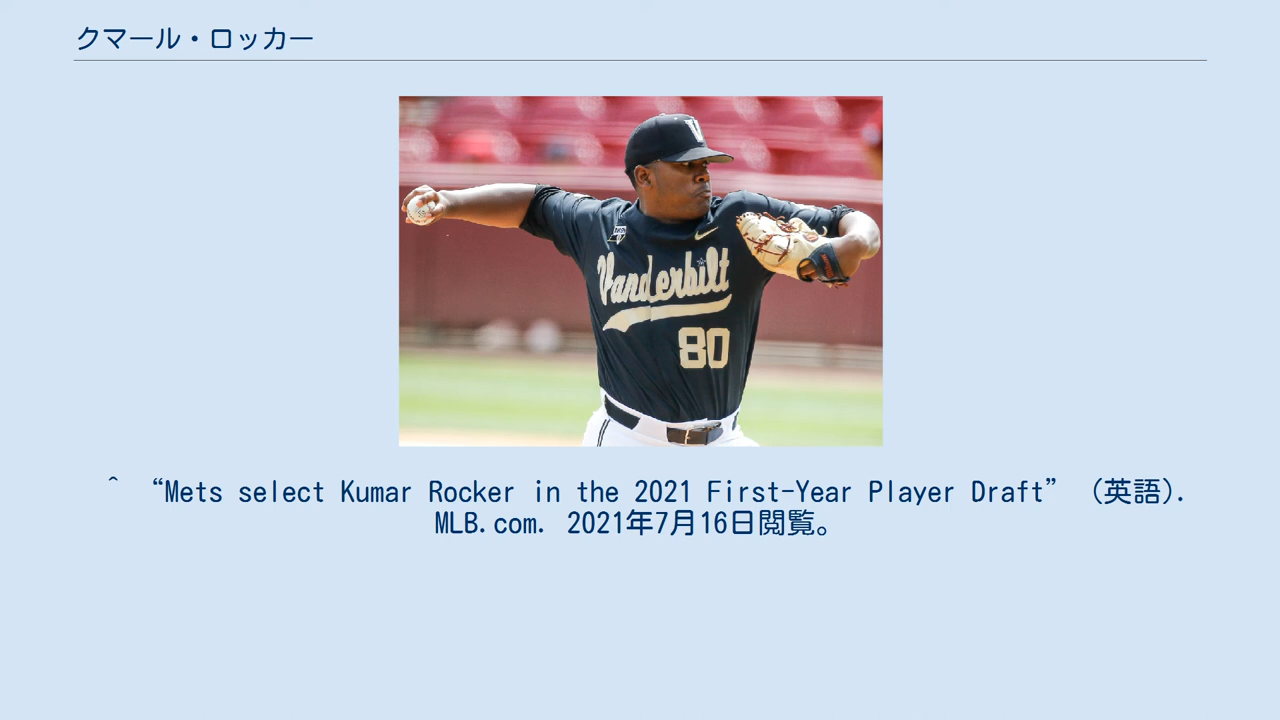 クマール・ロッカー
V
Vanderbilt
80
^ “Mets select Kumar Rocker in the 2021 First-Year Player Draft” (英語).
MLB.com. 2021年7月16日閲覧。